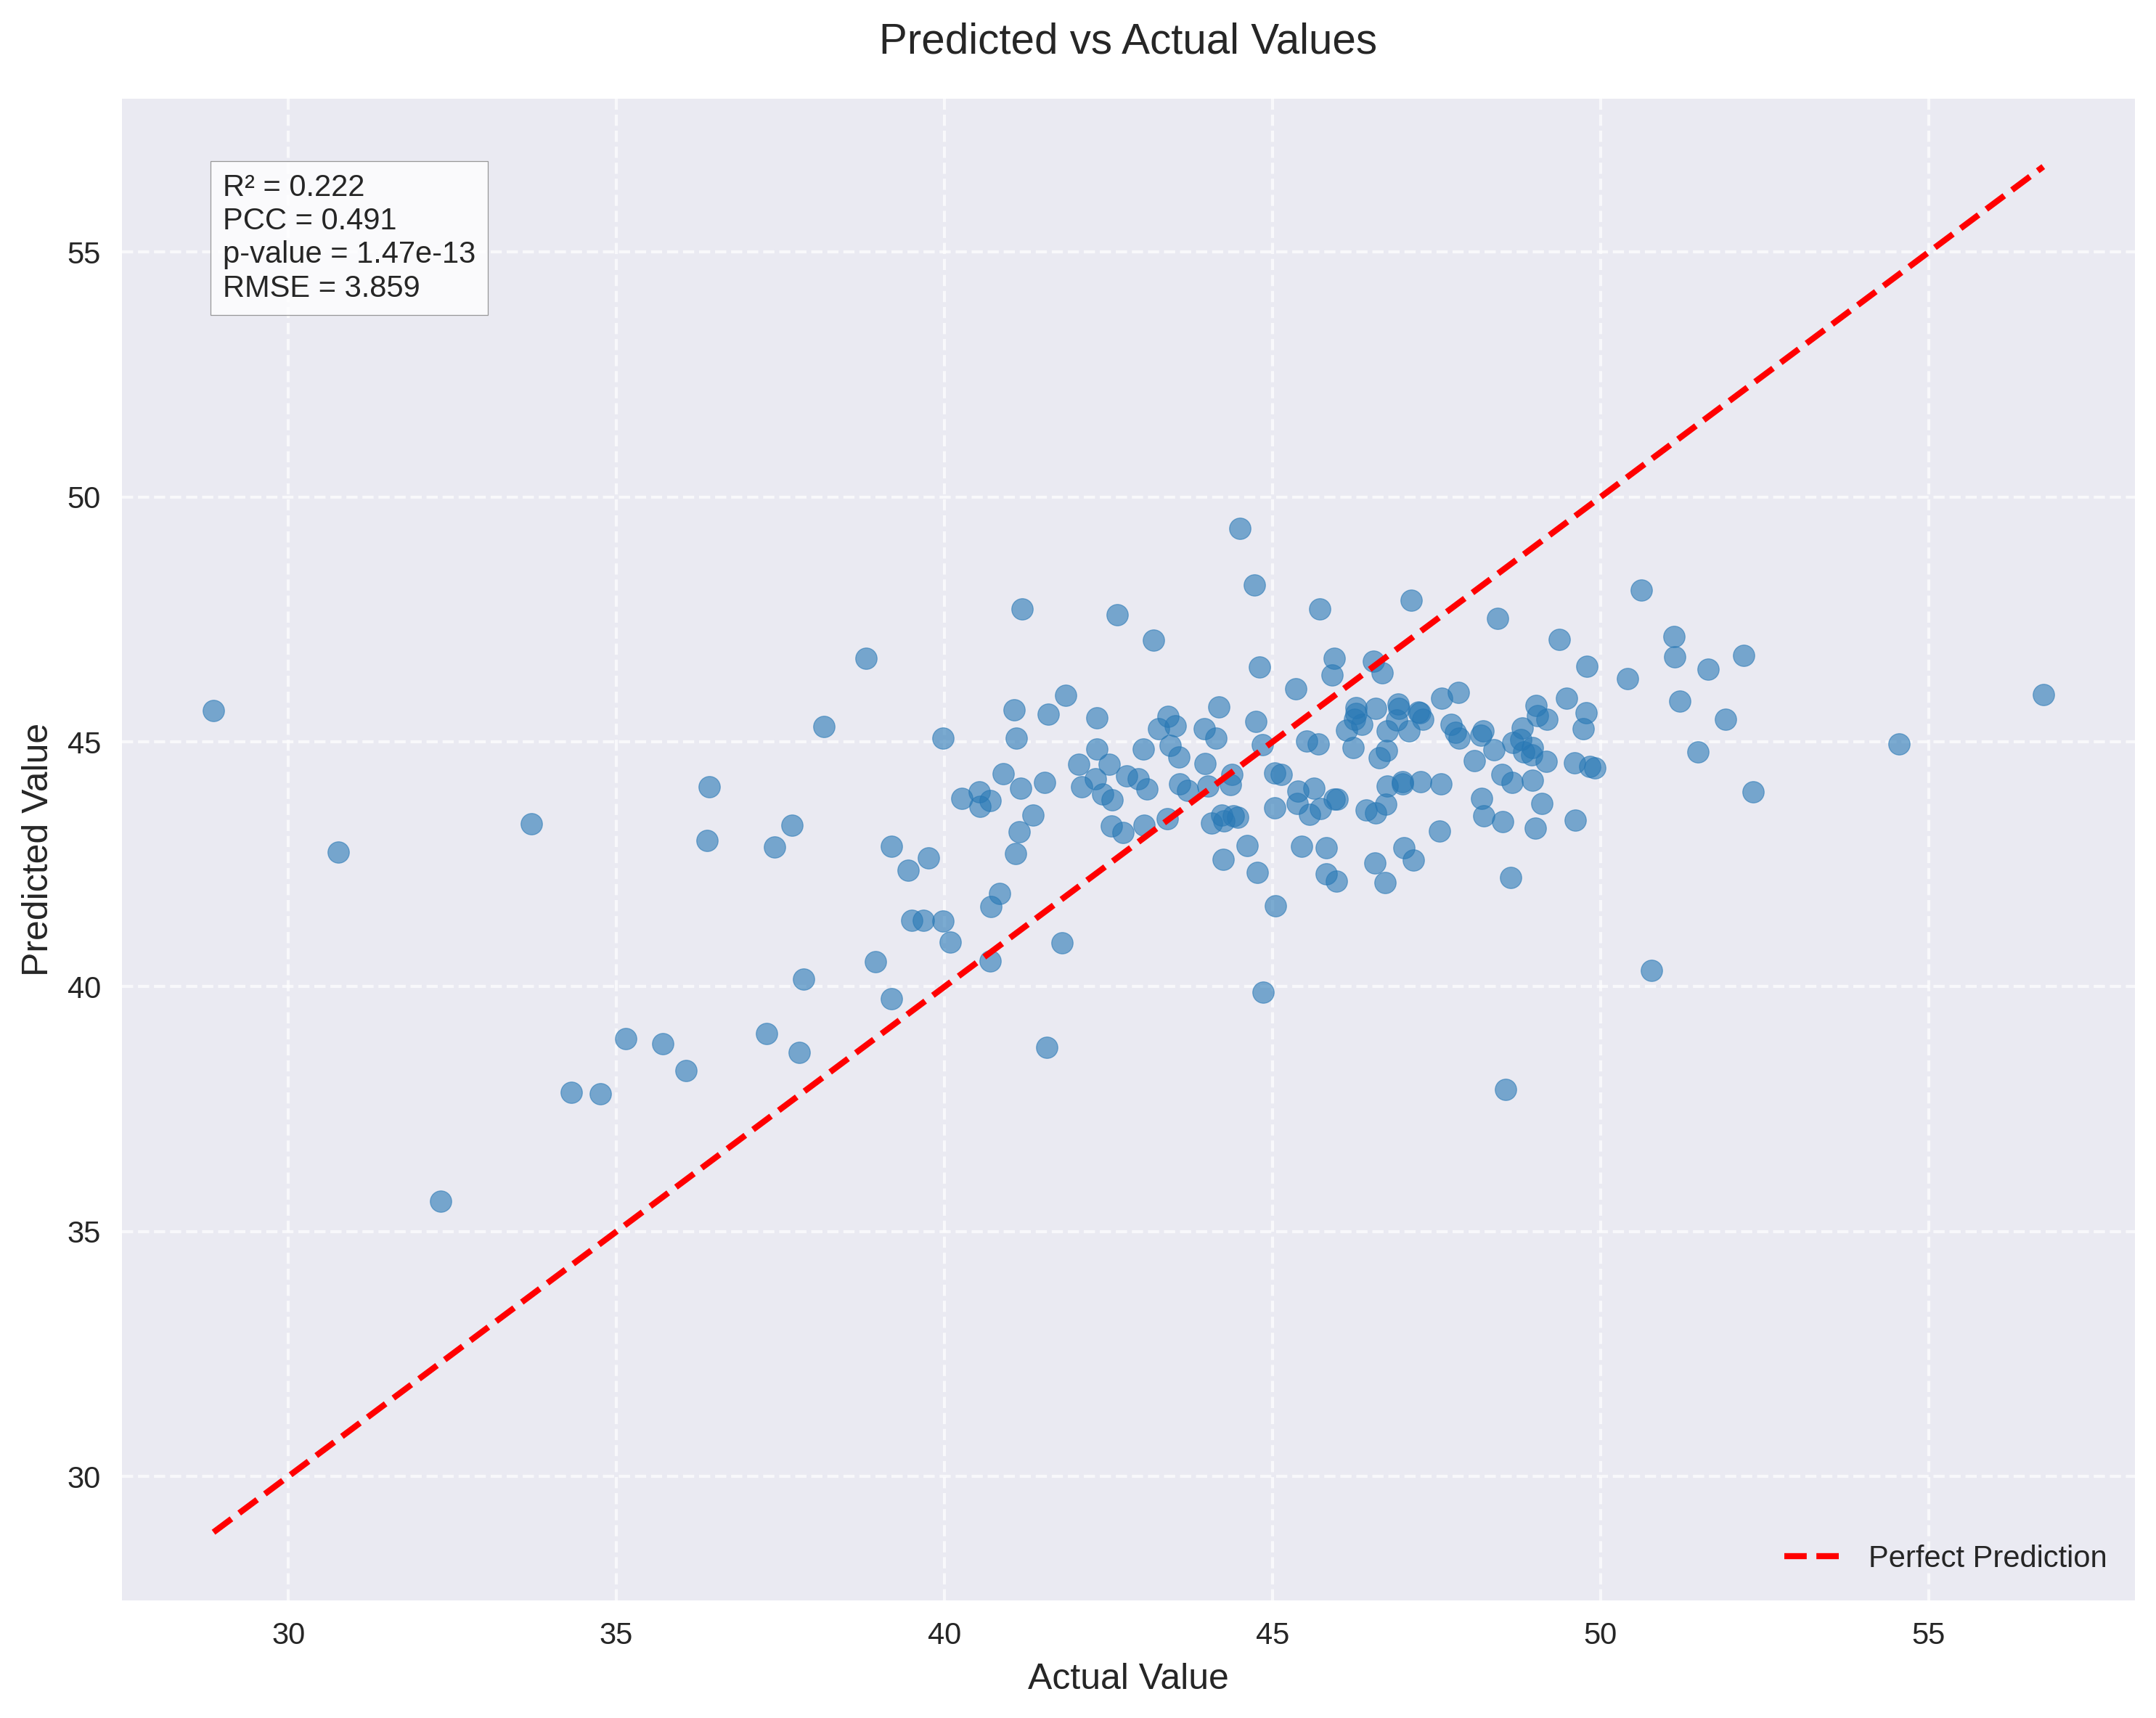 Predicted vs Actual Values
R² = 0.222
PCC = 0.491
p-value = 1.47e-13
RMSE = 3.859
55
50
45
40
35
30
Predicted Value
Perfect Prediction
30 35 40 45 50 55
Actual Value